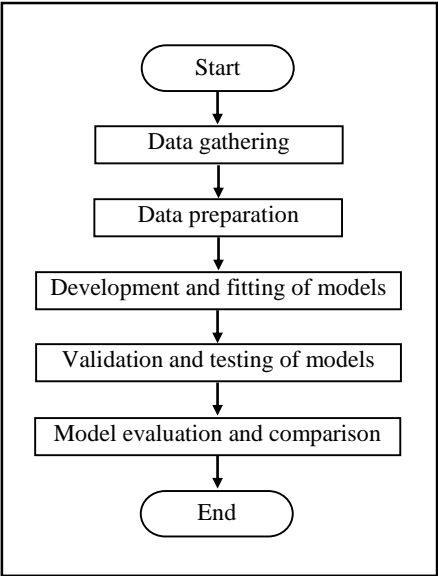 Start
Data gathering
Data preparation
Development and fitting of models
Validation and testing of models
Model evaluation and comparison
End